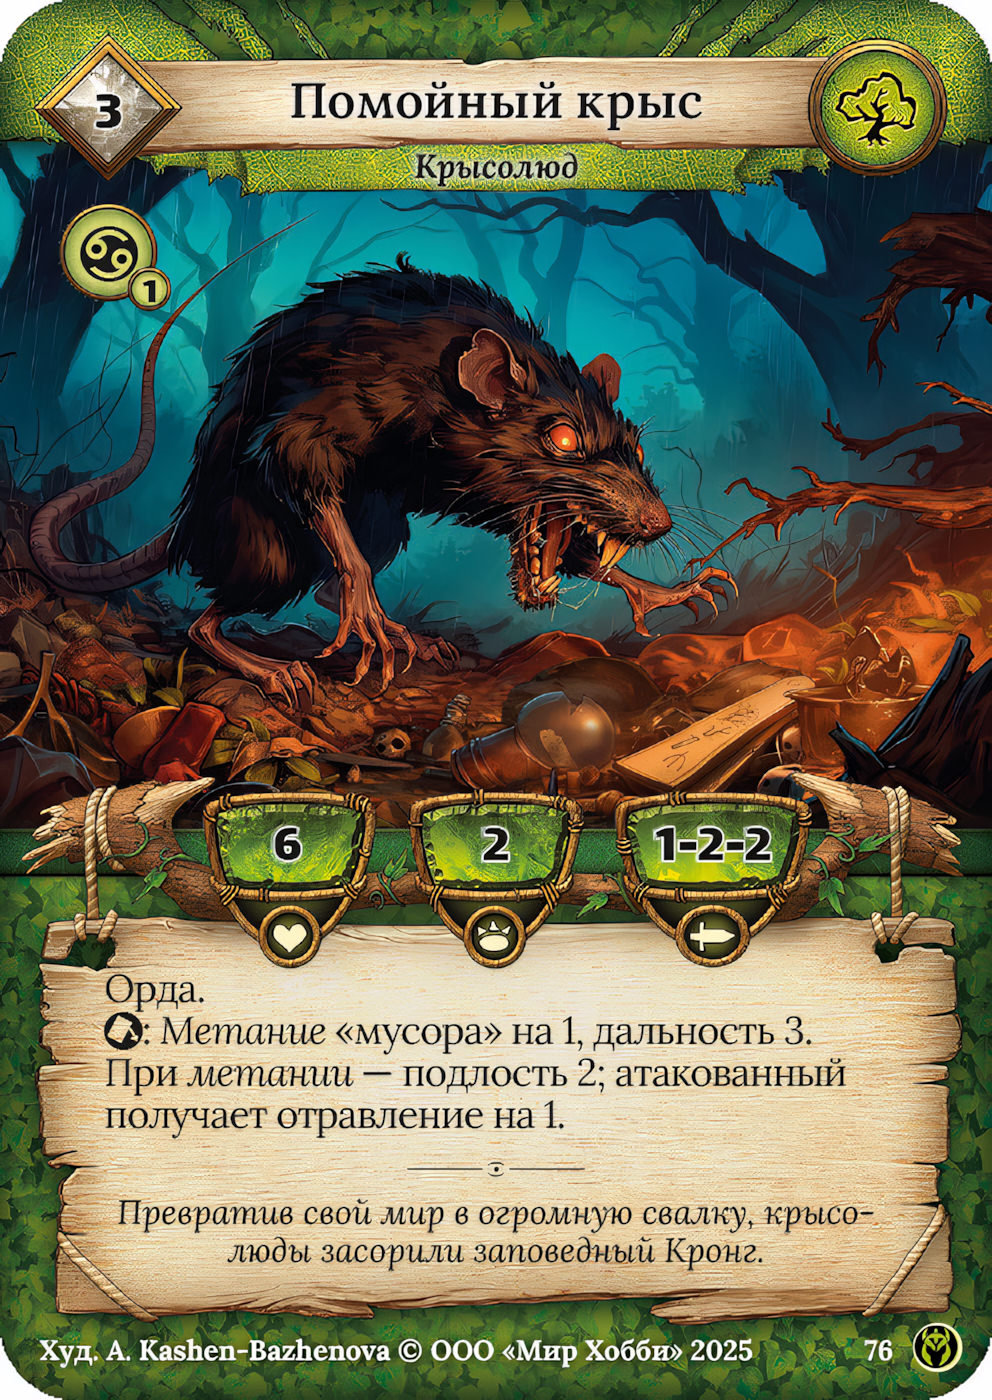 3
Помойный крыс
Крысолюд
1
6
2
1-2-2
Орда.
: Метание «мусора» на 1, дальность 3.
При метании — подлость 2; атакованный
получает отравление на 1.
Превратив свой мир в огромную свалку, крысо-
люды засорили заповедный Кронг.
Худ. A. Kashen-Bazhenova © ООО «Мир Хобби» 2025
76